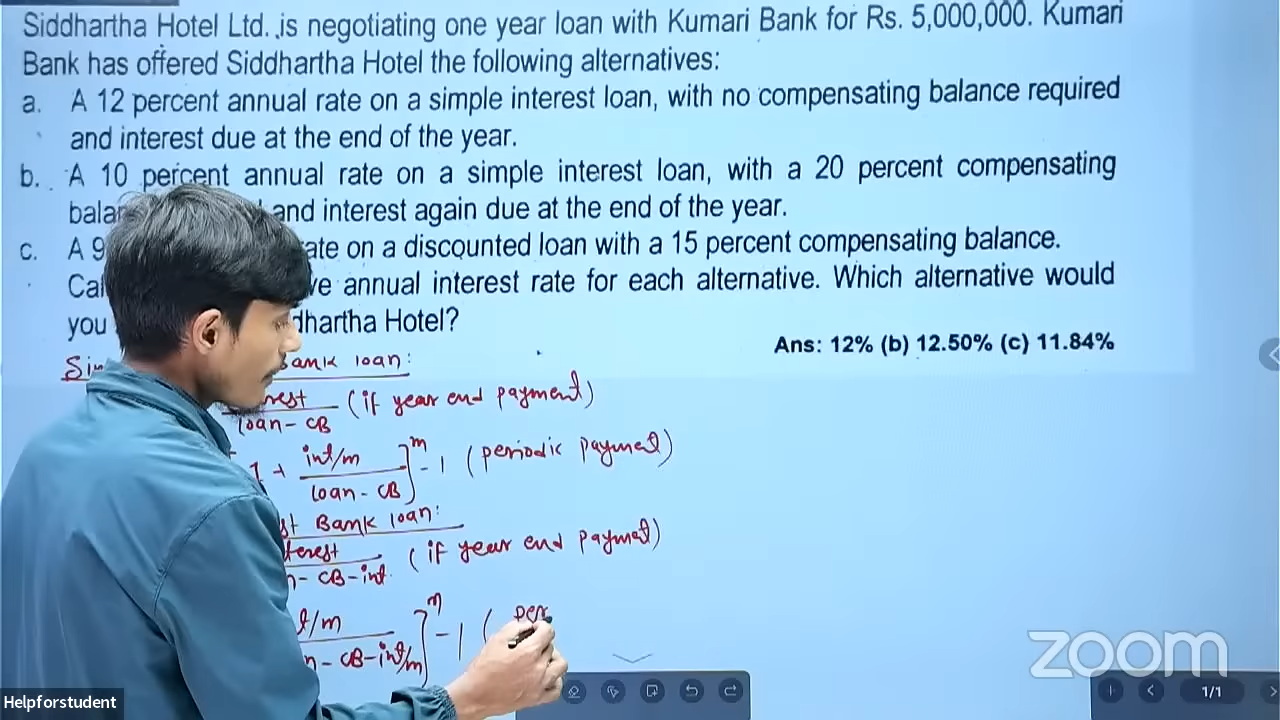 Siddhartha Hotel Ltd. is negotiating one year loan with Kumari Bank for Rs. 5,000,000. Kumari
Bank has offered Siddhartha Hotel the following alternatives:
a. A 12 percent annual rate on a simple interest loan, with no compensating balance required
and interest due at the end of the year.
b. A 10 percent annual rate on a simple interest loan, with a 20 percent compensating
and interest again due at the end of the year.
c. A 9 on a discounted loan with a 15 percent compensating balance.
annual interest rate for each alternative. Which alternative would
you Hotel?
Ans: 12% (b) 12.50% (c) 11.84%
Bank loan:
(if year end payment)
loan - CB
1 + int/m ]m - 1 (periodic paymet)
loan - CB
Bank loan:
(if year end paymet)
- CB - int.
/m ]m - 1 ( per
- CB - int/m
zoom
1/1
Helpforstudent